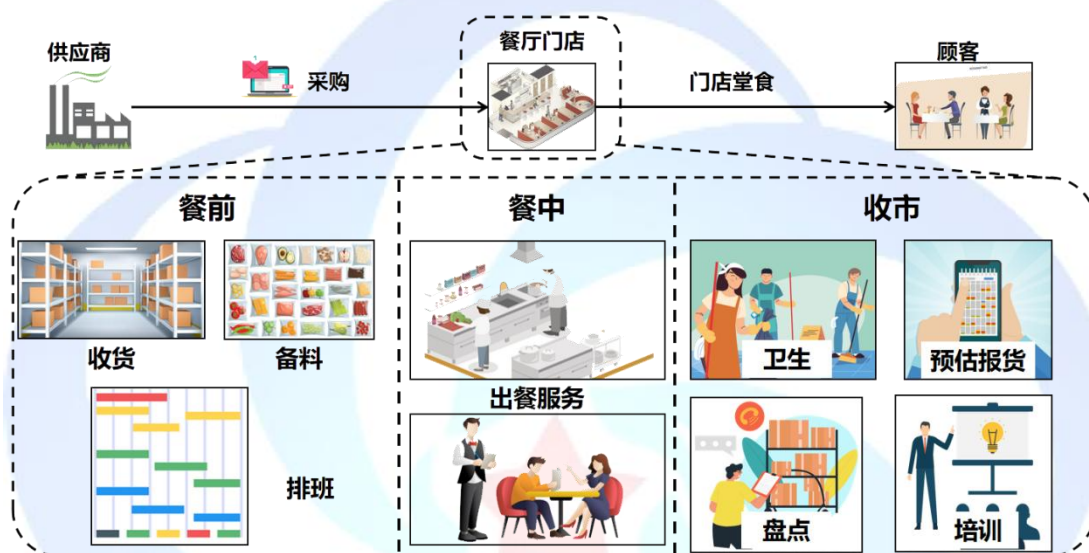 供应商
采购
餐厅门店
门店堂食
顾客
餐前
餐中
收市
收货
备料
排班
出餐服务
卫生
预估报货
盘点
培训